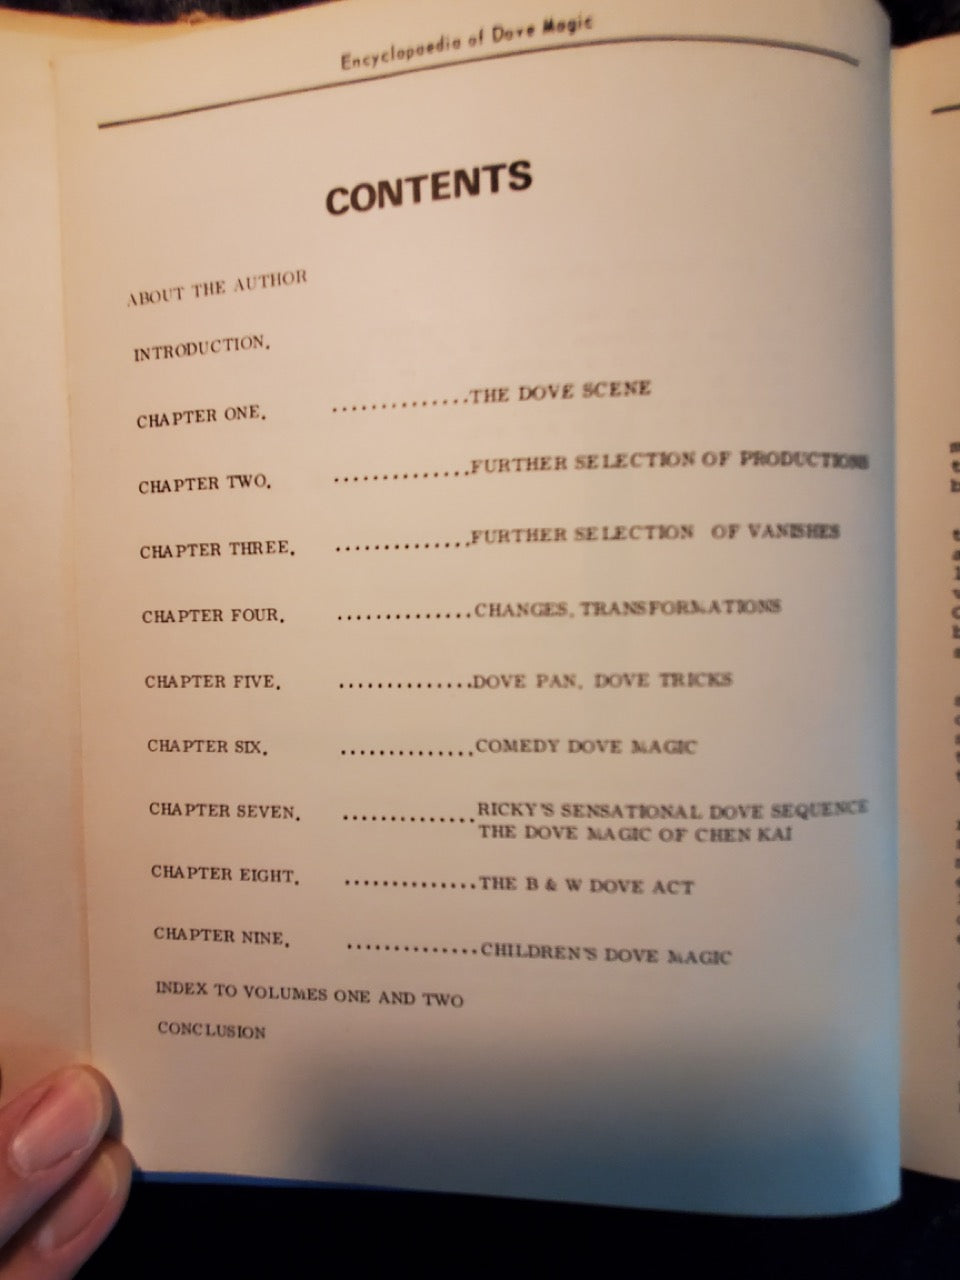 Encyclopaedia of Dove Magic
CONTENTS
ABOUT THE AUTHOR
INTRODUCTION.
CHAPTER ONE. ..............THE DOVE SCENE
CHAPTER TWO. ..............FURTHER SELECTION OF PRODUCTIONS
CHAPTER THREE. ..............FURTHER SELECTION OF VANISHES
CHAPTER FOUR. ..............CHANGES, TRANSFORMATIONS
CHAPTER FIVE. ..............DOVE PAN, DOVE TRICKS
CHAPTER SIX. ..............COMEDY DOVE MAGIC
CHAPTER SEVEN. ..............RICKY'S SENSATIONAL DOVE SEQUENCE
THE DOVE MAGIC OF CHEN KAI
CHAPTER EIGHT. ..............THE B & W DOVE ACT
CHAPTER NINE. ..............CHILDREN'S DOVE MAGIC
INDEX TO VOLUMES ONE AND TWO
CONCLUSION